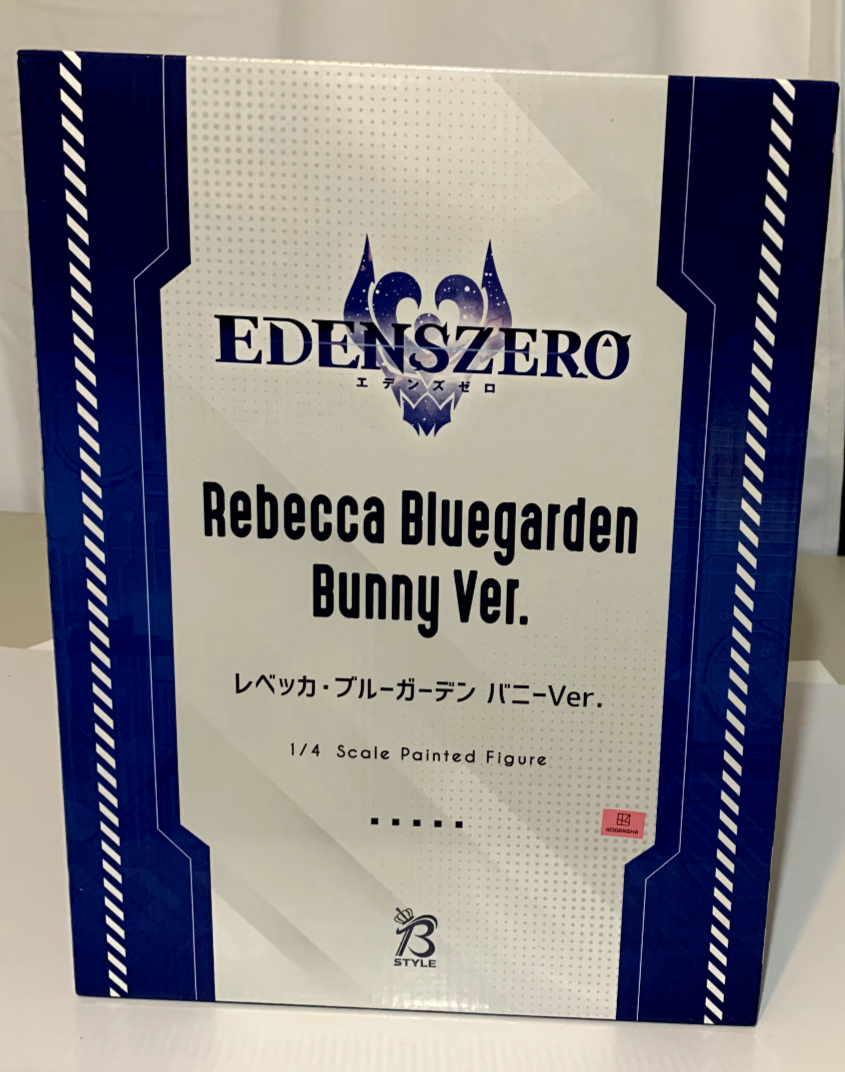 EDENSZERO
エデンズゼロ
Rebecca Bluegarden
Bunny Ver.
レベッカ・ブルーガーデン バニーVer.
1/4 Scale Painted Figure
KODANSHA
B
STYLE